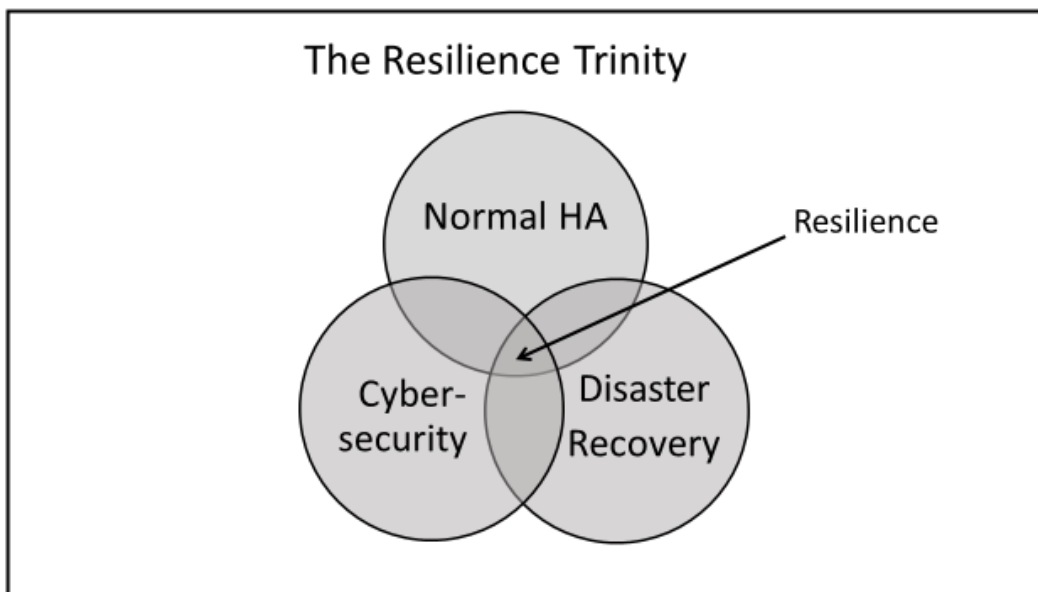 The Resilience Trinity
Normal HA
Resilience
Cyber-
security
Disaster
Recovery